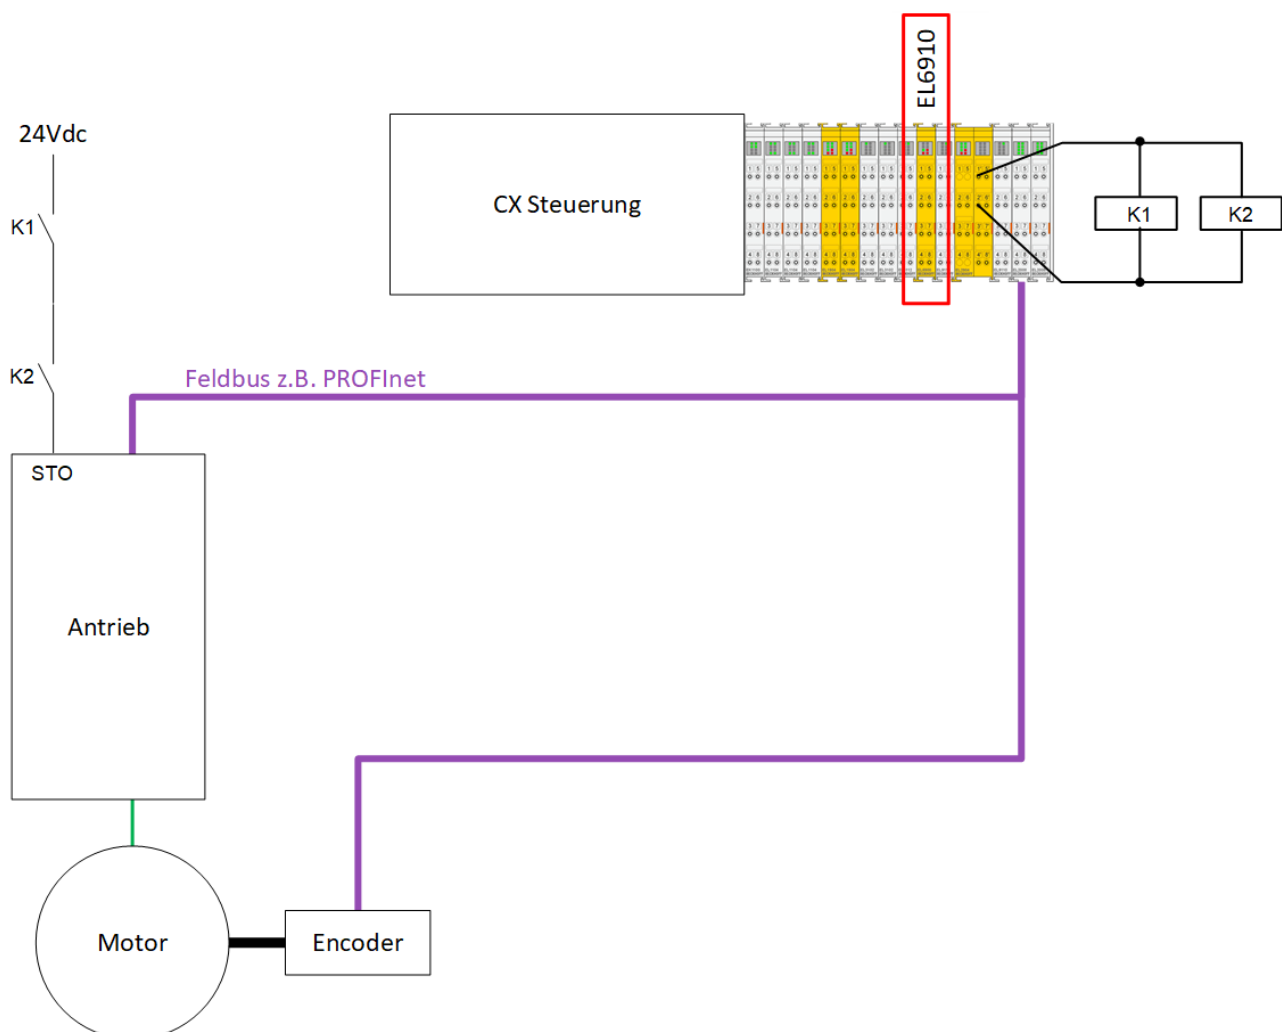 EL6910
24Vdc
CX Steuerung
K1
K1
K2
K2
Feldbus z.B. PROFInet
STO
Antrieb
Motor
Encoder